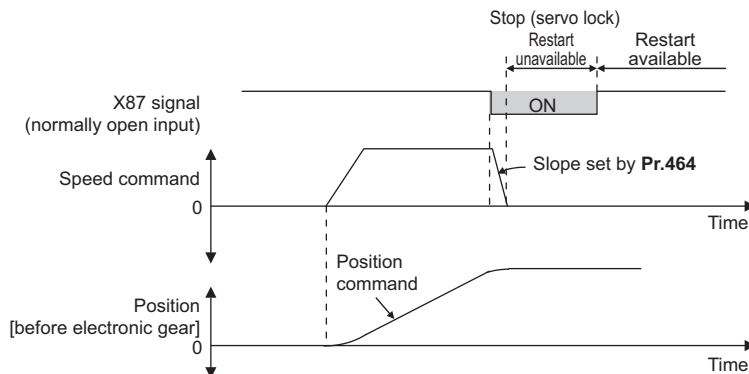 Stop (servo lock)
Restart
unavailable
Restart
available
X87 signal
(normally open input)
ON
Slope set by Pr.464
Speed command
0
Time
Position
command
Position
[before electronic gear]
0
Time